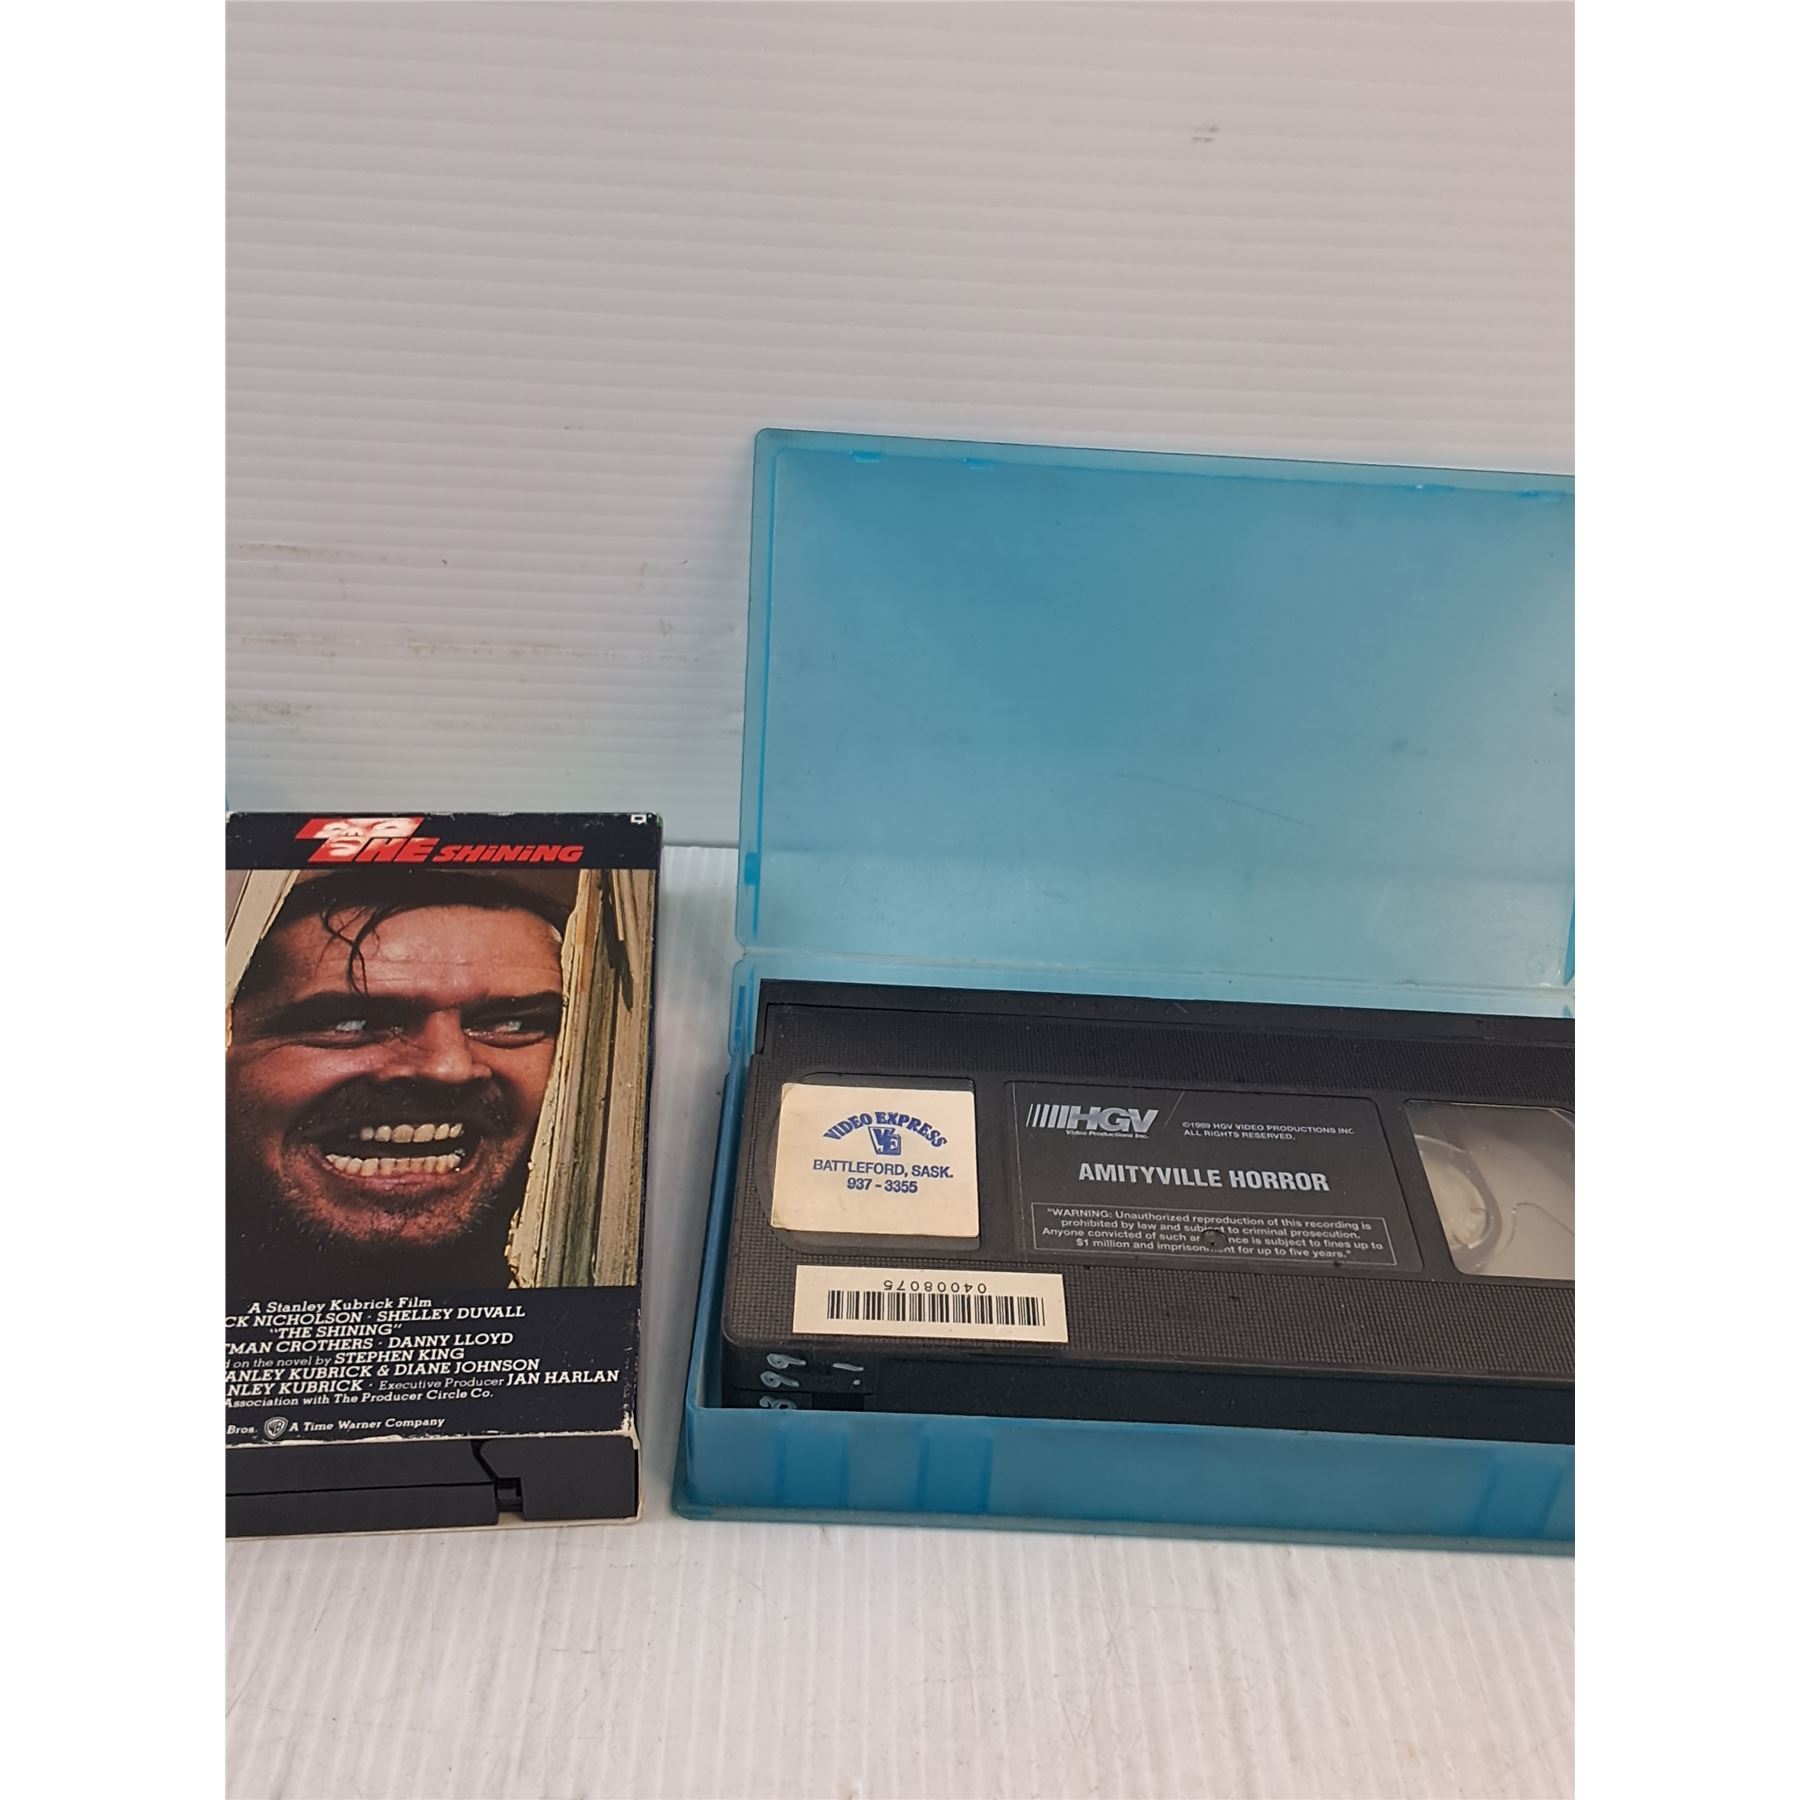 THE SHiNiNG
A Stanley Kubrick Film
CK NICHOLSON · SHELLEY DUVALL
"THE SHINING"
TMAN CROTHERS · DANNY LLOYD
on the novel by STEPHEN KING
ANLEY KUBRICK & DIANE JOHNSON
NLEY KUBRICK · Executive Producer JAN HARLAN
Association with The Producer Circle Co.
Bros. WB A Time Warner Company
VIDEO EXPRESS
VE
BATTLEFORD, SASK.
937-3355
HGV
Video Productions Inc.
©1989 HGV VIDEO PRODUCTIONS INC.
ALL RIGHTS RESERVED.
AMITYVILLE HORROR
"WARNING: Unauthorized reproduction of this recording is
prohibited by law and subject to criminal prosecution.
Anyone convicted of such an nce is subject to fines up to
$1 million and imprisonment for up to five years."
04008075